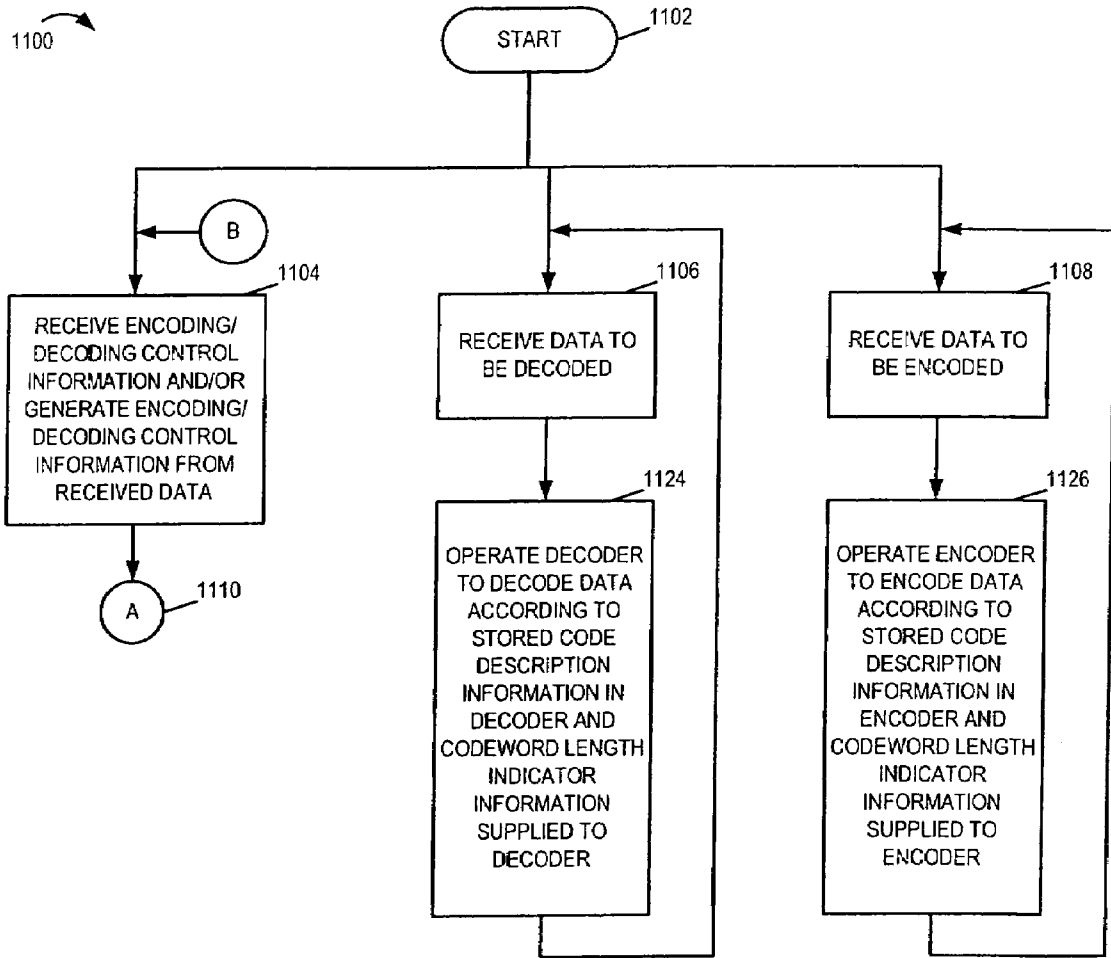 1100
START
1102
B
1104
RECEIVE ENCODING/
DECODING CONTROL
INFORMATION AND/OR
GENERATE ENCODING/
DECODING CONTROL
INFORMATION FROM
RECEIVED DATA
A
1110
1106
RECEIVE DATA TO
BE DECODED
1124
OPERATE DECODER
TO DECODE DATA
ACCORDING TO
STORED CODE
DESCRIPTION
INFORMATION IN
DECODER AND
CODEWORD LENGTH
INDICATOR
INFORMATION
SUPPLIED TO
DECODER
1108
RECEIVE DATA TO
BE ENCODED
1126
OPERATE ENCODER
TO ENCODE DATA
ACCORDING TO
STORED CODE
DESCRIPTION
INFORMATION IN
ENCODER AND
CODEWORD LENGTH
INDICATOR
INFORMATION
SUPPLIED TO
ENCODER